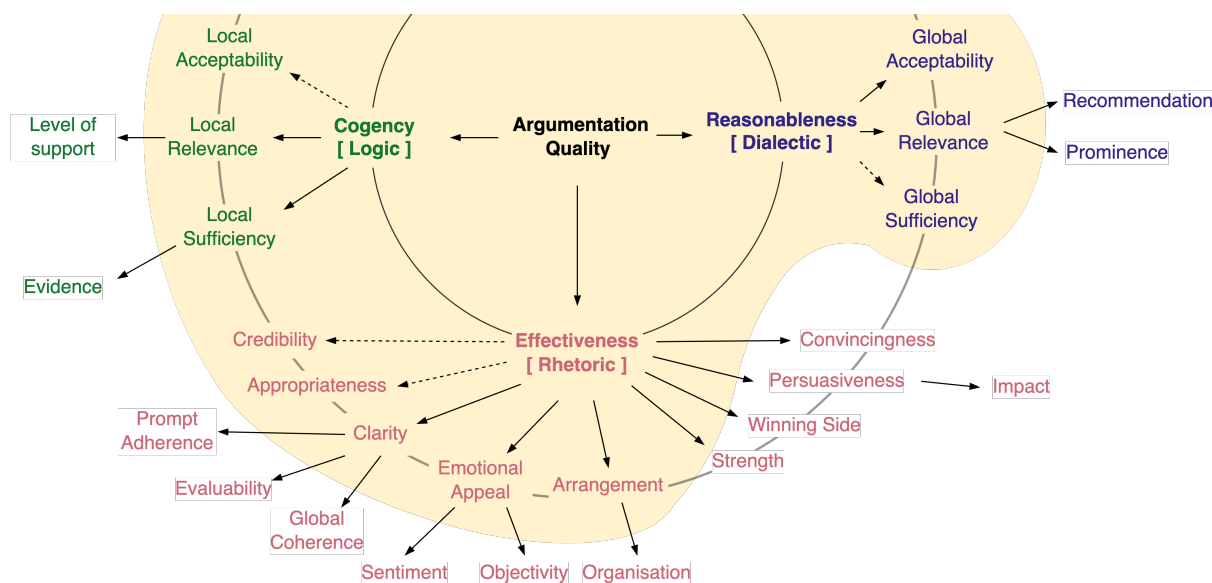 Local
Acceptability
Global
Acceptability
Recommendation
Level of
support
Local
Relevance
Cogency
[ Logic ]
Argumentation
Quality
Reasonableness
[ Dialectic ]
Global
Relevance
Prominence
Local
Sufficiency
Global
Sufficiency
Evidence
Credibility
Effectiveness
[ Rhetoric ]
Convincingness
Appropriateness
Persuasiveness
Impact
Prompt
Adherence
Clarity
Winning Side
Strength
Evaluability
Emotional
Appeal
Arrangement
Global
Coherence
Sentiment
Objectivity
Organisation